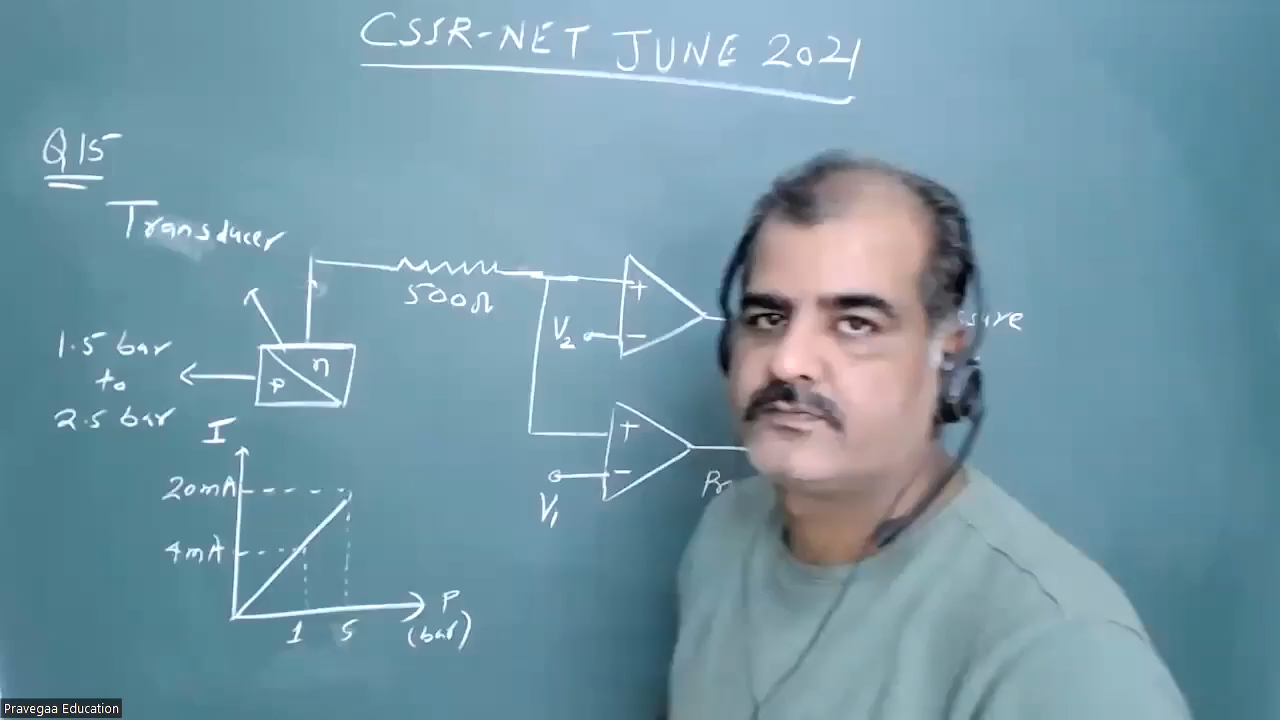 CSSR-NET JUNE 2021
Q15
Transducer
500Ω
+
V2
-
1.5 bar
to
2.5 bar
P
n
+
-
V1
I
20mA
4mA
1
5
P
(bar)
Pravegaa Education